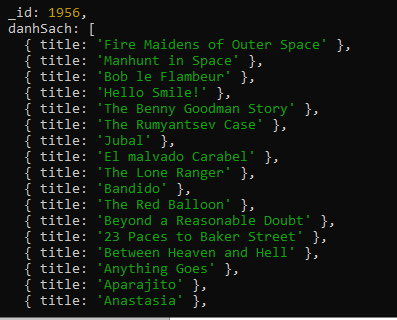 _id: 1956,
danhSach: [
{ title: 'Fire Maidens of Outer Space' },
{ title: 'Manhunt in Space' },
{ title: 'Bob le Flambeur' },
{ title: 'Hello Smile!' },
{ title: 'The Benny Goodman Story' },
{ title: 'The Rumyantsev Case' },
{ title: 'Jubal' },
{ title: 'El malvado Carabel' },
{ title: 'The Lone Ranger' },
{ title: 'Bandido' },
{ title: 'The Red Balloon' },
{ title: 'Beyond a Reasonable Doubt' },
{ title: '23 Paces to Baker Street' },
{ title: 'Between Heaven and Hell' },
{ title: 'Anything Goes' },
{ title: 'Aparajito' },
{ title: 'Anastasia' },